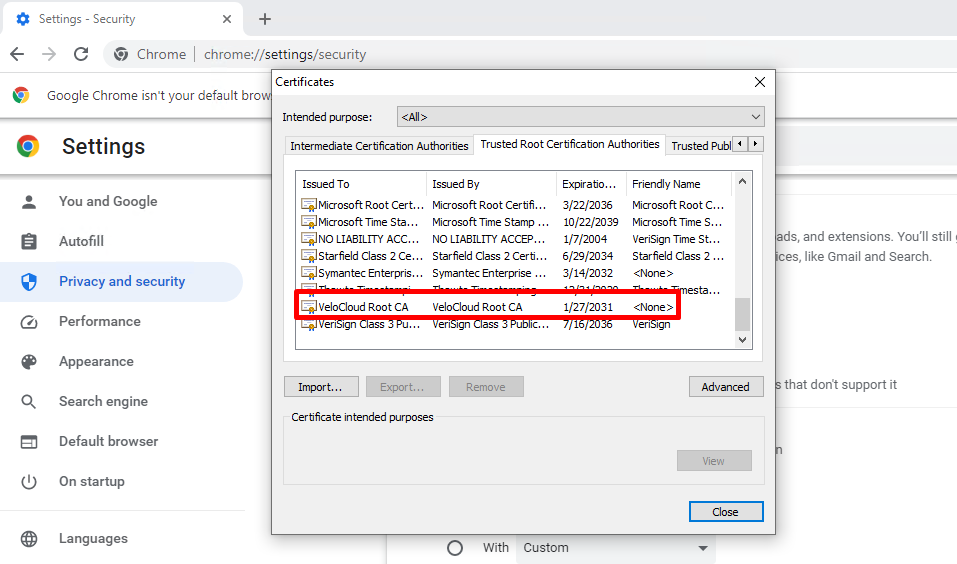 Settings - Security
Chrome
chrome://settings/security
Google Chrome isn't your default brow
Settings
You and Google
Autofill
Privacy and security
Performance
Appearance
Search engine
Default browser
On startup
Languages
Certificates
Intended purpose:
<All>
Intermediate Certification Authorities
Trusted Root Certification Authorities
Trusted Publ
Issued To Issued By Expiratio... Friendly Name
Microsoft Root Cert... Microsoft Root Certifi... 3/22/2036 Microsoft Root C...
Microsoft Time Sta... Microsoft Time Stamp ... 10/22/2039 Microsoft Time S...
NO LIABILITY ACC... NO LIABILITY ACCEP... 1/7/2004 VeriSign Time St...
Starfield Class 2 Ce... Starfield Class 2 Certif... 6/29/2034 Starfield Class 2 ...
Symantec Enterpris... Symantec Enterprise ... 3/14/2032 <None>
Thawte Timestampi... Thawte Timestamping... 12/31/2020 Thawte Timesta...
VeloCloud Root CA VeloCloud Root CA 1/27/2031 <None>
VeriSign Class 3 Pu... VeriSign Class 3 Public... 7/16/2036 VeriSign
Import... Export... Remove Advanced
Certificate intended purposes
View
Close
eads, and extensions. You'll still g
ices, like Gmail and Search.
s that don't support it
n
With Custom